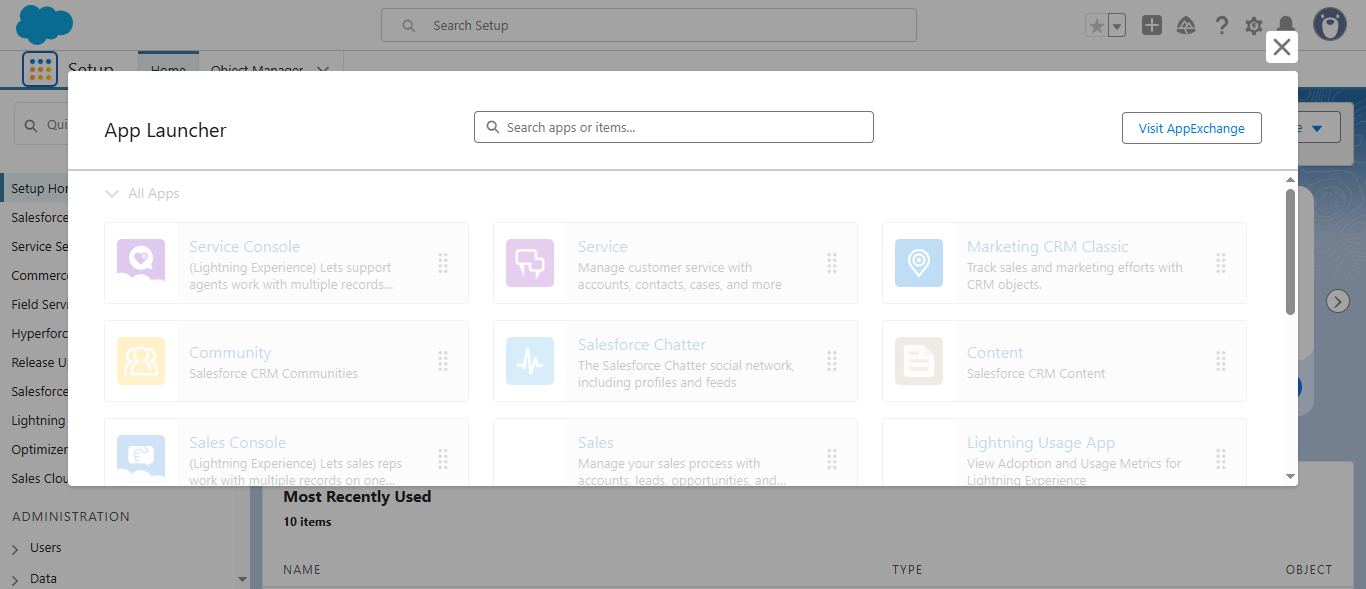 Search Setup
Setup
Home
Object Manager
App Launcher
Search apps or items...
Visit AppExchange
All Apps
Service Console
(Lightning Experience) Lets support
agents work with multiple records...
Service
Manage customer service with
accounts, contacts, cases, and more
Marketing CRM Classic
Track sales and marketing efforts with
CRM objects.
Community
Salesforce CRM Communities
Salesforce Chatter
The Salesforce Chatter social network,
including profiles and feeds
Content
Salesforce CRM Content
Sales Console
(Lightning Experience) Lets sales reps
work with multiple records on one...
Sales
Manage your sales process with
accounts, leads, opportunities, and...
Lightning Usage App
View Adoption and Usage Metrics for
Lightning Experience
Qui
Setup Hor
Salesforce
Service Se
Commerc
Field Servi
Hyperforc
Release U
Salesforce
Lightning
Optimizer
Sales Clou
ADMINISTRATION
Users
Data
Most Recently Used
10 items
NAME
TYPE
OBJECT